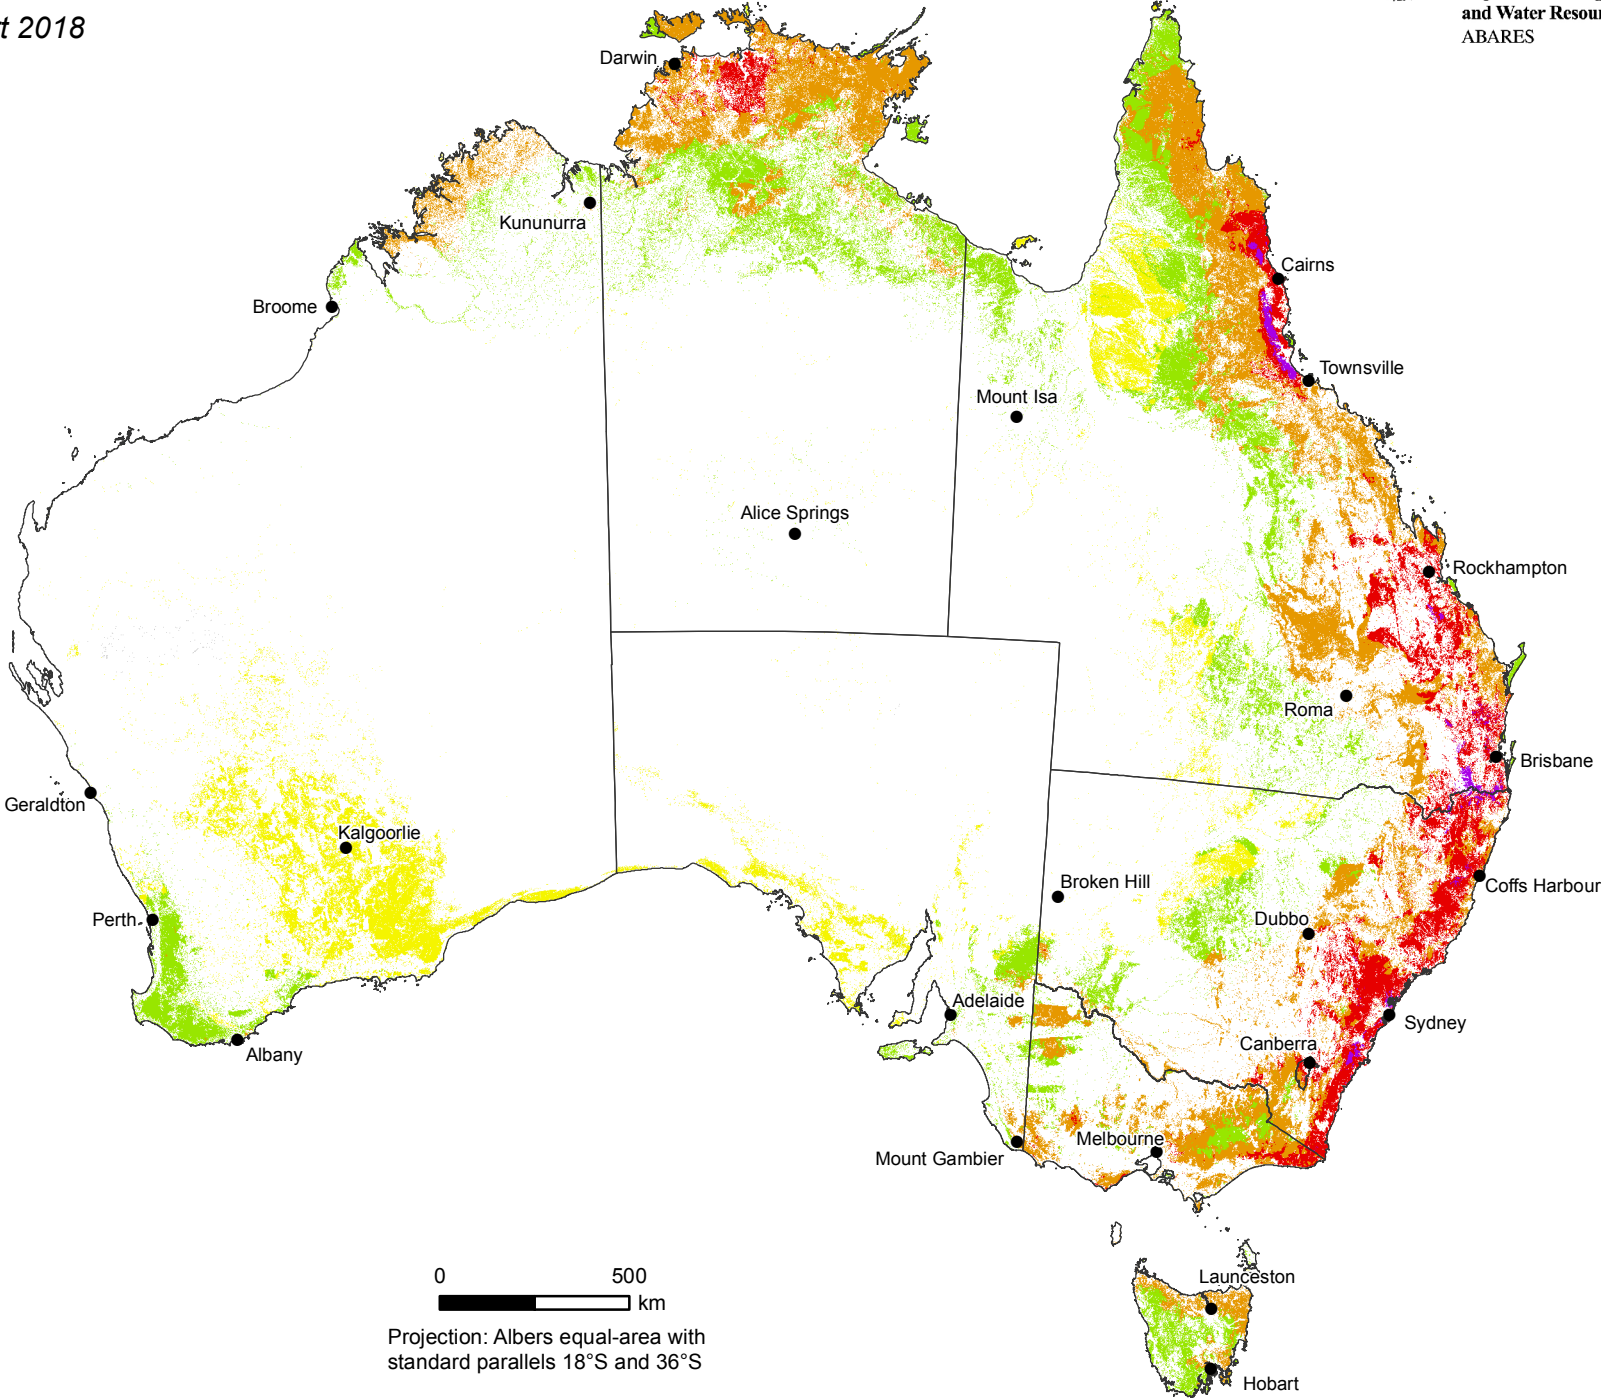 2018
and Water
ABARES
Darwin
Kununurra
Cairns
Broome
Townsville
Mount Isa
Alice Springs
Rockhampton
Roma
Brisbane
Geraldton
Kalgoorlie
Broken Hill
Coffs Harbour
Perth
Dubbo
Adelaide
Sydney
Canberra
Albany
Melbourne
Mount Gambier
0 500
km
Launceston
Projection: Albers equal-area with
standard parallels 18°S and 36°S
Hobart